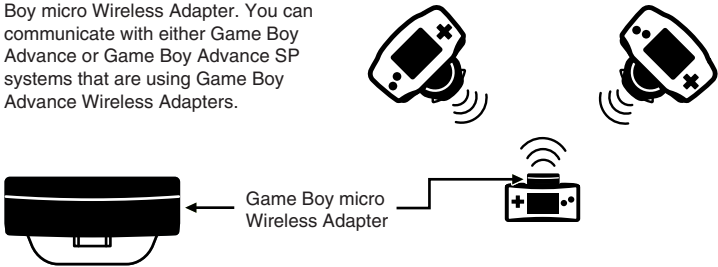 Boy micro Wireless Adapter. You can
communicate with either Game Boy
Advance or Game Boy Advance SP
systems that are using Game Boy
Advance Wireless Adapters.
Game Boy micro
Wireless Adapter